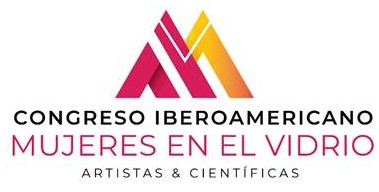 CONGRESO IBEROAMERICANO
MUJERES EN EL VIDRIO
ARTISTAS & CIENTÍFICAS